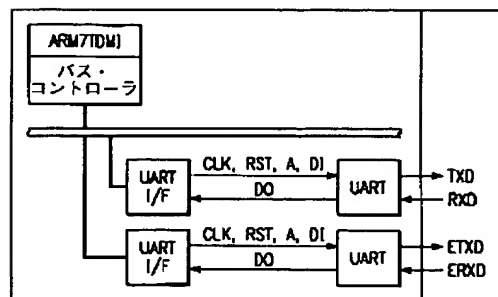 ARM7TDMI
バス・
コントローラ
UART
I/F
CLK, RST, A, DI
DO
UART
TXD
RXD
UART
I/F
CLK, RST, A, DI
DO
UART
ETXD
ERXD